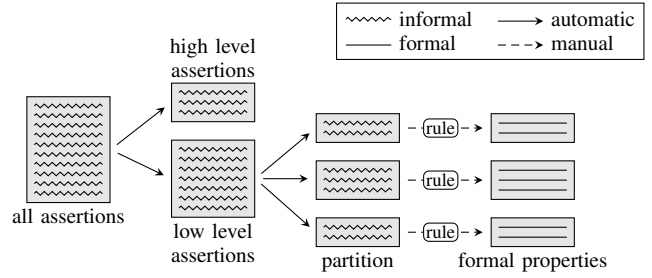 informal
automatic
formal
manual
high level
assertions
all assertions
low level
assertions
rule
rule
rule
partition
formal properties